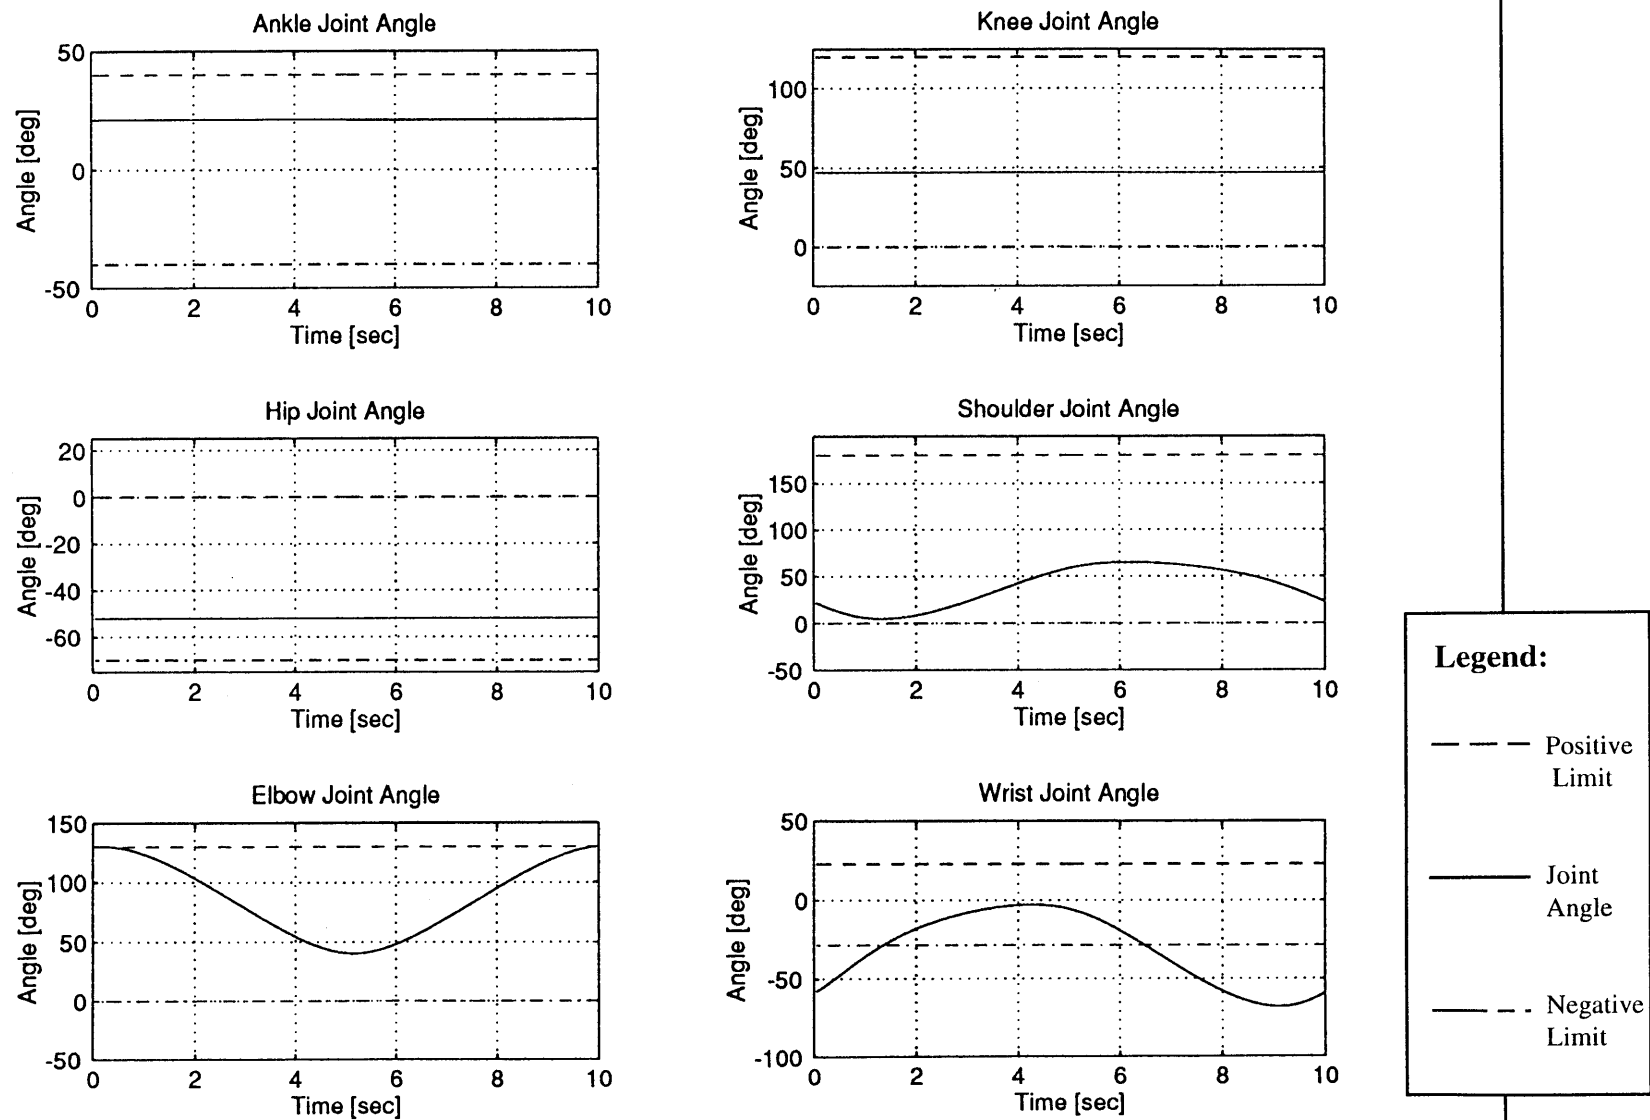 Ankle Joint Angle
50
0
-50
Angle [deg]
0 2 4 6 8 10
Time [sec]
Knee Joint Angle
100
50
0
Angle [deg]
0 2 4 6 8 10
Time [sec]
Hip Joint Angle
20
0
-20
-40
-60
Angle [deg]
0 2 4 6 8 10
Time [sec]
Shoulder Joint Angle
150
100
50
0
-50
Angle [deg]
0 2 4 6 8 10
Time [sec]
Elbow Joint Angle
150
100
50
0
-50
Angle [deg]
0 2 4 6 8 10
Time [sec]
Wrist Joint Angle
50
0
-50
-100
Angle [deg]
0 2 4 6 8 10
Time [sec]
Legend:
Positive
Limit
Joint
Angle
Negative
Limit